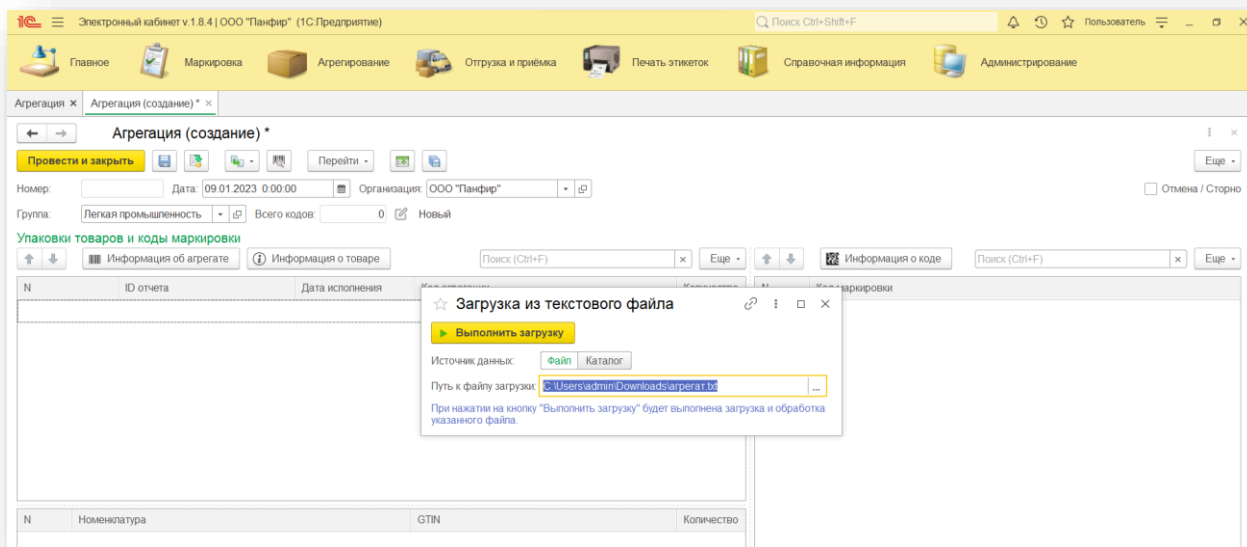 Электронный кабинет v.1.8.4 | ООО "Панфир" (1С:Предприятие) Поиск Ctrl+Shift+F Пользователь
Главное Маркировка Агрегирование Отгрузка и приёмка Печать этикеток Справочная информация Администрирование
Агрегация × Агрегация (создание) * ×
Агрегация (создание) *
Провести и закрыть Перейти Еще
Номер: Дата: 09.01.2023 0:00:00 Организация: ООО "Панфир" Отмена / Сторно
Группа: Легкая промышленность Всего кодов: 0 Новый
Упаковки товаров и коды маркировки
Информация об агрегате Информация о товаре Поиск (Ctrl+F) × Еще Информация о коде Поиск (Ctrl+F) × Еще
N ID отчета Дата исполнения Код агрегации Количество N Код маркировки
Загрузка из текстового файла
Выполнить загрузку
Источник данных: Файл Каталог
Путь к файлу загрузки: C:\Users\admin\Downloads\агрегат.txt ...
При нажатии на кнопку "Выполнить загрузку" будет выполнена загрузка и обработка
указанного файла.
N Номенклатура GTIN Количество